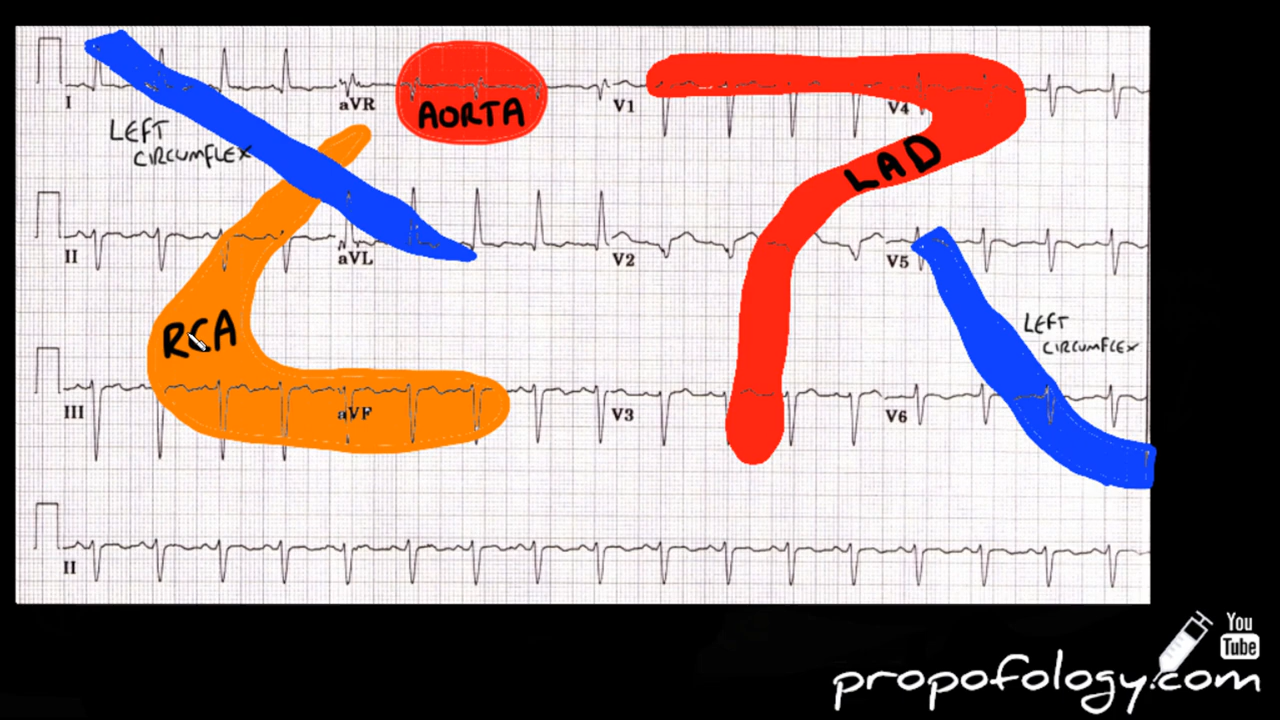 I
aVR
AORTA
V1
V4
LEFT
CIRCUMFLEX
LAD
II
aVL
V2
V5
RCA
LEFT
CIRCUMFLEX
III
aVF
V3
V6
II
You
Tube
propofology.com